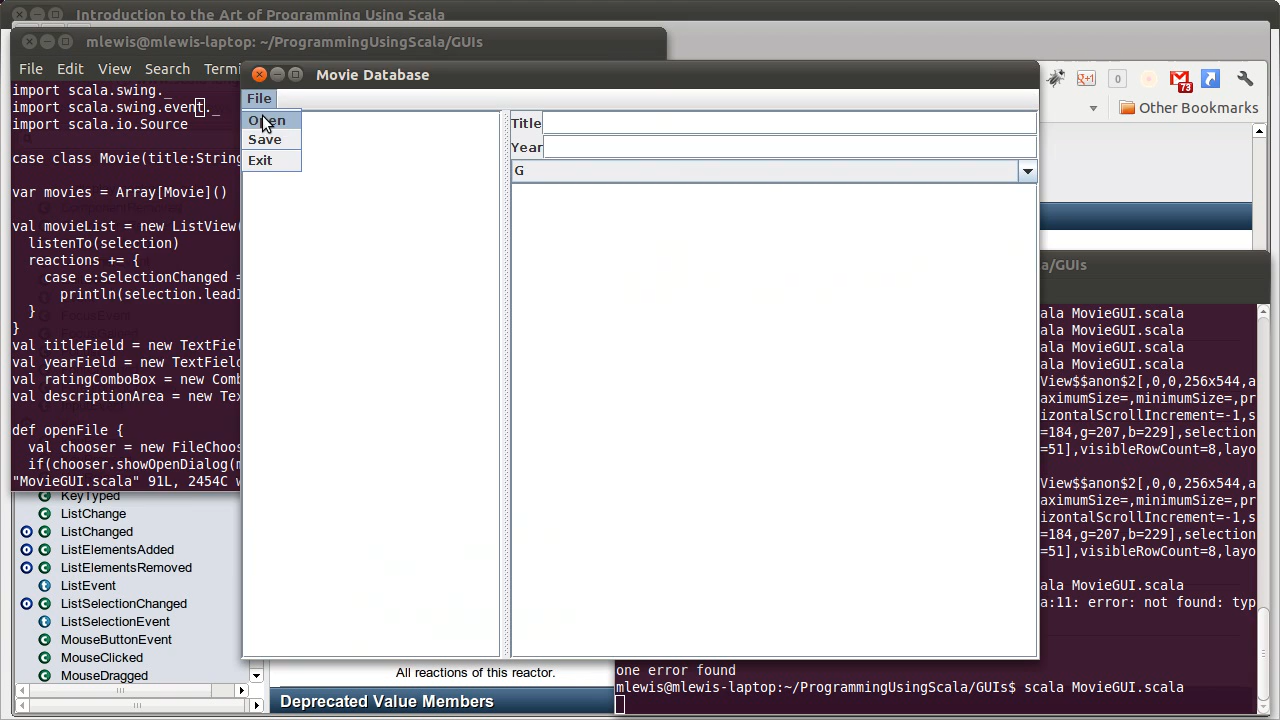 Introduction to the Art of Programming Using Scala
mlewis@mlewis-laptop: ~/ProgrammingUsingScala/GUIs
File Edit View Search Termi
import scala.swing._
import scala.swing.event._
import scala.io.Source
case class Movie(title:String
var movies = Array[Movie]()
val movieList = new ListView(
listenTo(selection)
reactions += {
case e:SelectionChanged =
println(selection.leadI
}
}
val titleField = new TextFiel
val yearField = new TextField
val ratingComboBox = new Comb
val descriptionArea = new Tex
def openFile {
val chooser = new FileChoos
if(chooser.showOpenDialog(m
"MovieGUI.scala" 91L, 2454C w
KeyTyped
ListChange
ListChanged
ListElementsAdded
ListElementsRemoved
ListEvent
ListSelectionChanged
ListSelectionEvent
MouseButtonEvent
MouseClicked
MouseDragged
Movie Database
File
Open
Save
Exit
Title
Year
G
All reactions of this reactor.
Deprecated Value Members
0
73
Other Bookmarks
a/GUIs
ala MovieGUI.scala
ala MovieGUI.scala
ala MovieGUI.scala
ala MovieGUI.scala
View$$anon$2[,0,0,256x544,a
aximumSize=,minimumSize=,pr
izontalScrollIncrement=-1,s
=184,g=207,b=229],selection
=51],visibleRowCount=8,layo
View$$anon$2[,0,0,256x544,a
aximumSize=,minimumSize=,pr
izontalScrollIncrement=-1,s
=184,g=207,b=229],selection
=51],visibleRowCount=8,layo
ala MovieGUI.scala
a:11: error: not found: typ
one error found
mlewis@mlewis-laptop:~/ProgrammingUsingScala/GUIs$ scala MovieGUI.scala